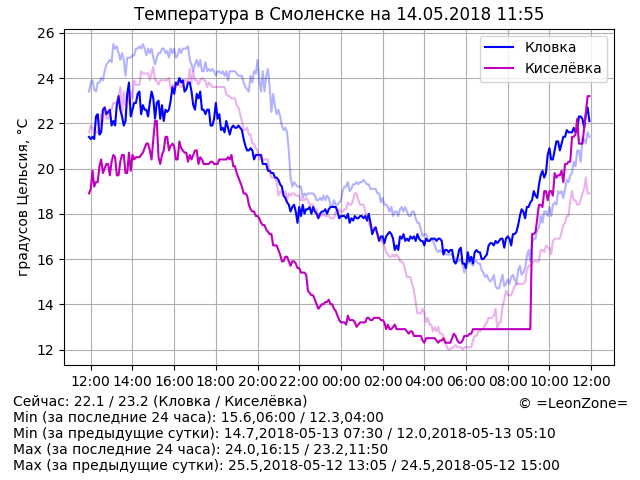 Температура в Смоленске на 14.05.2018 11:55
градусов Цельсия, °C
26
24
22
20
18
16
14
12
Кловка
Киселёвка
12:00 14:00 16:00 18:00 20:00 22:00 00:00 02:00 04:00 06:00 08:00 10:00 12:00
Сейчас: 22.1 / 23.2 (Кловка / Киселёвка)
© =LeonZone=
Min (за последние 24 часа): 15.6,06:00 / 12.3,04:00
Min (за предыдущие сутки): 14.7,2018-05-13 07:30 / 12.0,2018-05-13 05:10
Max (за последние 24 часа): 24.0,16:15 / 23.2,11:50
Max (за предыдущие сутки): 25.5,2018-05-12 13:05 / 24.5,2018-05-12 15:00